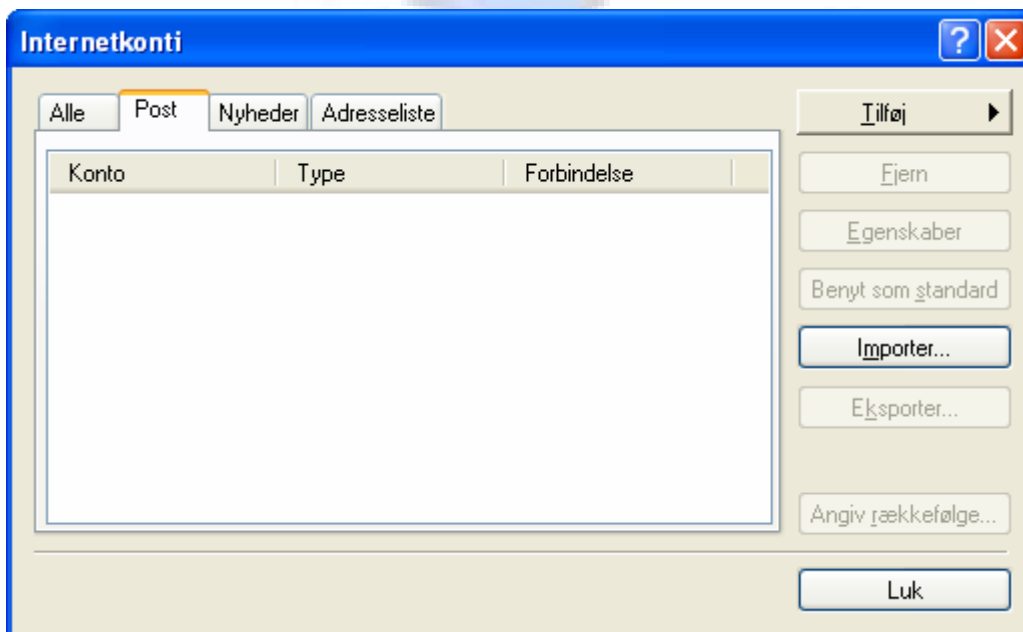 Internetkonti
Alle Post Nyheder Adresseliste
Tilføj
Konto Type Forbindelse
Fjern
Egenskaber
Benyt som standard
Importer...
Eksporter...
Angiv rækkefølge...
Luk